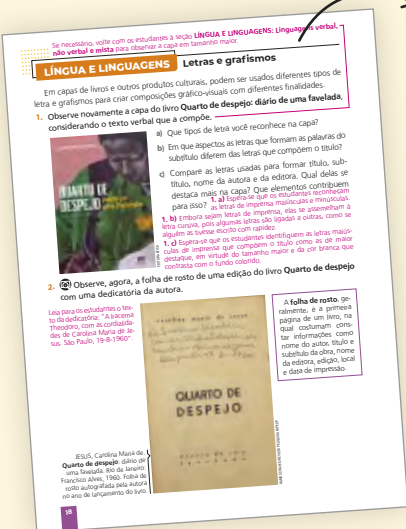 Se necessário, volte com os estudantes à seção LÍNGUA E LINGUAGENS: Linguagens verbal,
não verbal e mista para observar a capa em tamanho maior.
LÍNGUA E LINGUAGENS Letras e grafismos
Em capas de livros e outros produtos culturais, podem ser usados diferentes tipos de
letra e grafismos para criar composições gráfico-visuais com diferentes finalidades.
1. Observe novamente a capa do livro Quarto de despejo: diário de uma favelada,
considerando o texto verbal que a compõe.
a) Que tipos de letra você reconhece na capa?
b) Em que aspectos as letras que formam as palavras do
subtítulo diferem das letras que compõem o título?
c) Compare as letras usadas para formar título, sub-
título, nome da autora e da editora. Qual delas se
destaca mais na capa? Que elementos contribuem
para isso? 1. a) Espera-se que os estudantes reconheçam
as letras de imprensa maiúsculas e minúsculas.
1. b) Embora sejam letras de imprensa, elas se assemelham à
letra cursiva, pois algumas letras são ligadas a outras, como se
alguém as tivesse escrito com rapidez.
1. c) Espera-se que os estudantes identifiquem as letras maiús-
culas de imprensa que compõem o título como as de maior
destaque, em virtude do tamanho maior e da cor branca que
contrasta com o fundo colorido.
QUARTO DE
DESPEJO
2. Observe, agora, a folha de rosto de uma edição do livro Quarto de despejo
com uma dedicatória da autora.
Leia para os estudantes o tex-
to da dedicatória: "A Iracema
Theodoro, com as cordialida-
des de Carolina Maria de Je-
sus. São Paulo, 19-8-1960".
carolina maria de jesus
QUARTO DE
DESPEJO
A folha de rosto, ge-
ralmente, é a primeira
página de um livro, na
qual costumam cons-
tar informações como
nome do autor, título e
subtítulo da obra, nome
da editora, edição, local
e data de impressão.
JESUS, Carolina Maria de.
Quarto de despejo: diário de
uma favelada. Rio de Janeiro:
Francisco Alves, 1960. Folha de
rosto autografada pela autora
no ano de lançamento do livro.
18